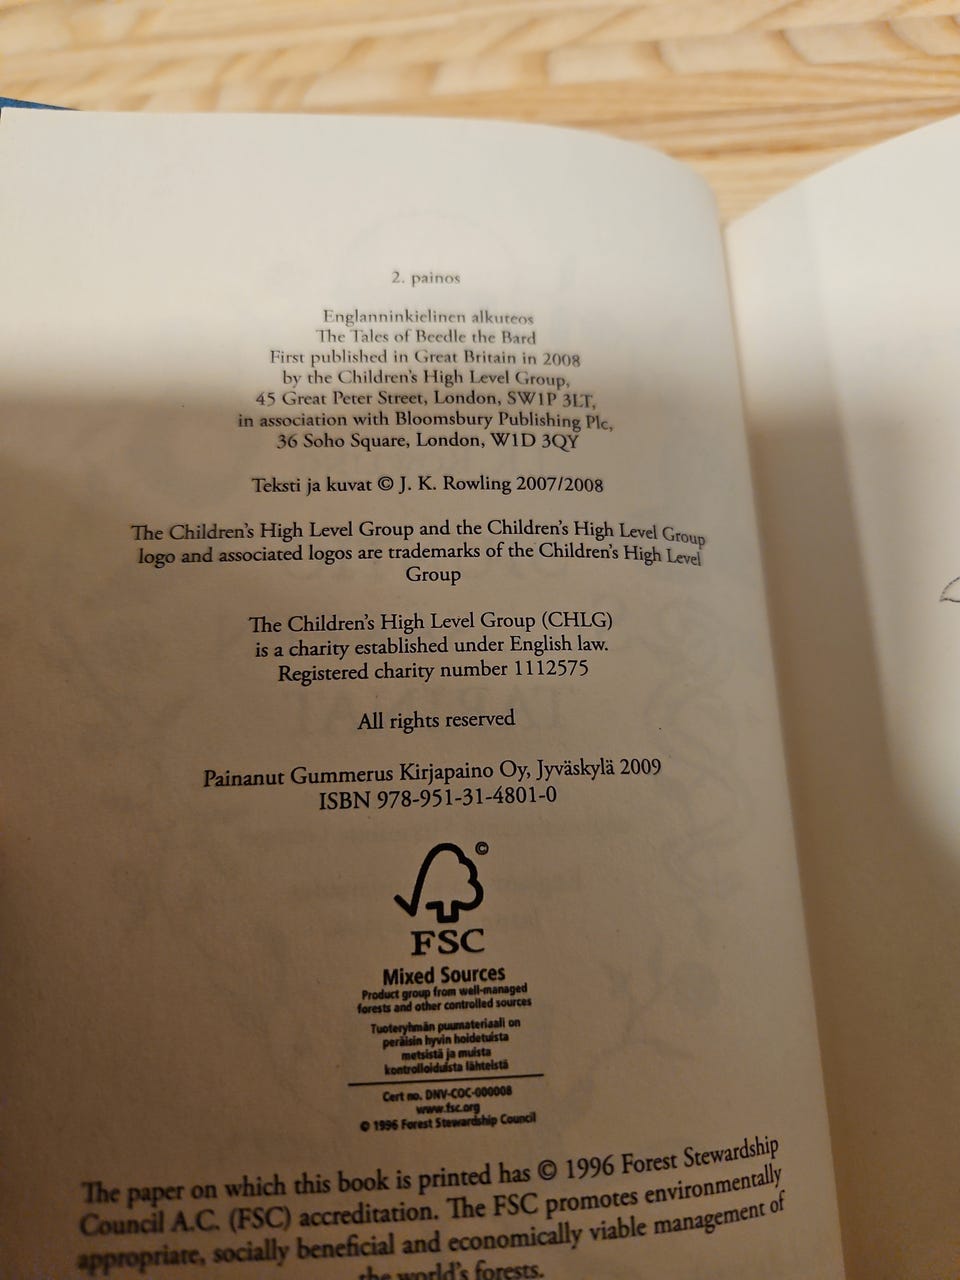 2. painos
Englanninkielinen alkuteos
The Tales of Beedle the Bard
First published in Great Britain in 2008
by the Children's High Level Group,
45 Great Peter Street, London, SW1P 3LT,
in association with Bloomsbury Publishing Plc,
36 Soho Square, London, W1D 3QY
Teksti ja kuvat © J. K. Rowling 2007/2008
The Children's High Level Group and the Children's High Level Group
logo and associated logos are trademarks of the Children's High Level
Group
The Children's High Level Group (CHLG)
is a charity established under English law.
Registered charity number 1112575
All rights reserved
Painanut Gummerus Kirjapaino Oy, Jyväskylä 2009
ISBN 978-951-31-4801-0
©
FSC
Mixed Sources
Product group from well-managed
forests and other controlled sources
Tuoteryhmän puumateriaali on
peräisin hyvin hoidetuista
metsistä ja muista
kontrolloiduista lähteistä
Cert no. DNV-COC-000008
www.fsc.org
© 1996 Forest Stewardship Council
The paper on which this book is printed has © 1996 Forest Stewardship
Council A.C. (FSC) accreditation. The FSC promotes environmentally
appropriate, socially beneficial and economically viable management of
the world's forests.